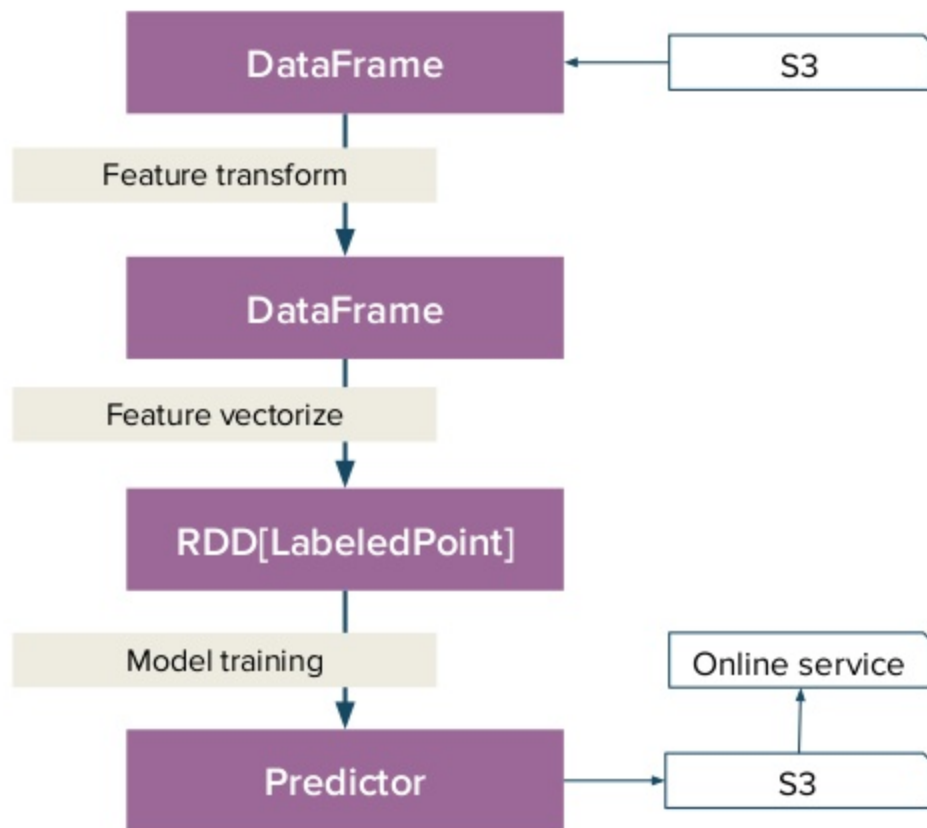 DataFrame
S3
Feature transform
DataFrame
Feature vectorize
RDD[LabeledPoint]
Model training
Online service
Predictor
S3